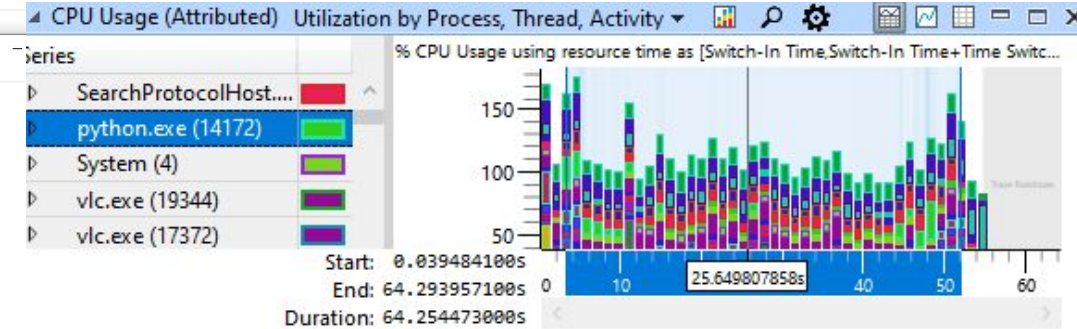 CPU Usage (Attributed) Utilization by Process, Thread, Activity
Series
% CPU Usage using resource time as [Switch-In Time,Switch-In Time+Time Switc...
SearchProtocolHost....
python.exe (14172)
System (4)
vlc.exe (19344)
vlc.exe (17372)
150
100
50
Start: 0.039484100s
End: 64.293957100s
Duration: 64.254473000s
0 10 25.649807858s 40 50 60